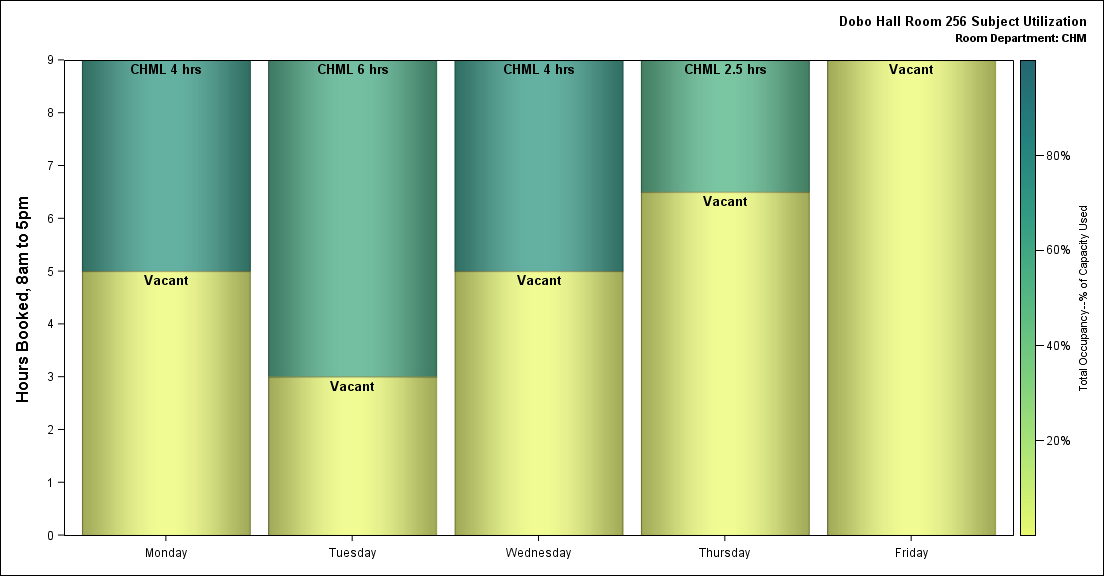 Dobo Hall Room 256 Subject Utilization
Room Department: CHM
Hours Booked, 8am to 5pm
9
8
7
6
5
4
3
2
1
0
CHML 4 hrs
Vacant
CHML 6 hrs
Vacant
CHML 4 hrs
Vacant
CHML 2.5 hrs
Vacant
Vacant
Monday
Tuesday
Wednesday
Thursday
Friday
80%
60%
40%
20%
Total Occupancy--% of Capacity Used